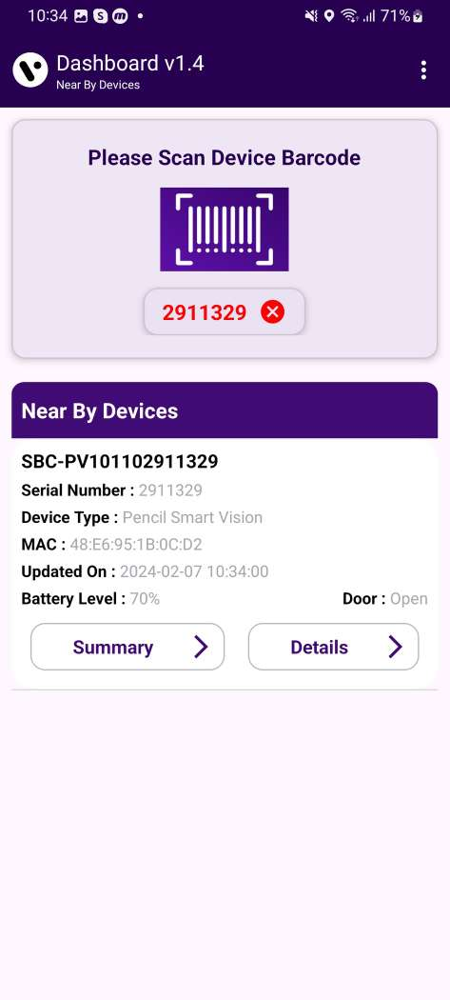 10:34
71%
Dashboard v1.4
Near By Devices
Please Scan Device Barcode
2911329
Near By Devices
SBC-PV101102911329
Serial Number : 2911329
Device Type : Pencil Smart Vision
MAC : 48:E6:95:1B:0C:D2
Updated On : 2024-02-07 10:34:00
Battery Level : 70% Door : Open
Summary Details